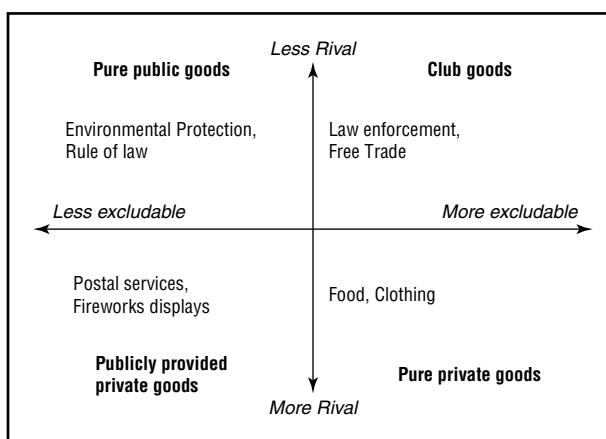 Less Rival
Pure public goods
Club goods
Environmental Protection,
Rule of law
Law enforcement,
Free Trade
Less excludable
More excludable
Postal services,
Fireworks displays
Food, Clothing
Publicly provided
private goods
Pure private goods
More Rival